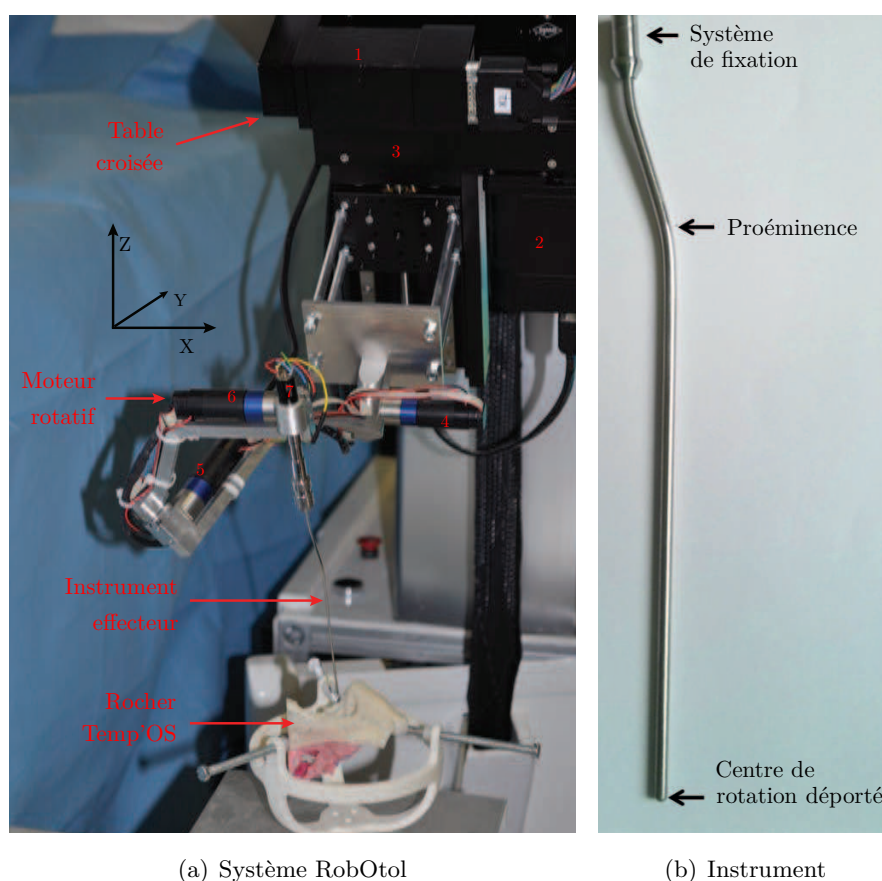 1
Table
croisée
3
2
Z
Y
X
Moteur
rotatif
6
7
4
5
Instrument
effecteur
Rocher
Temp'OS
Système
de fixation
Proéminence
Centre de
rotation déporté
(a) Système RobOtol
(b) Instrument